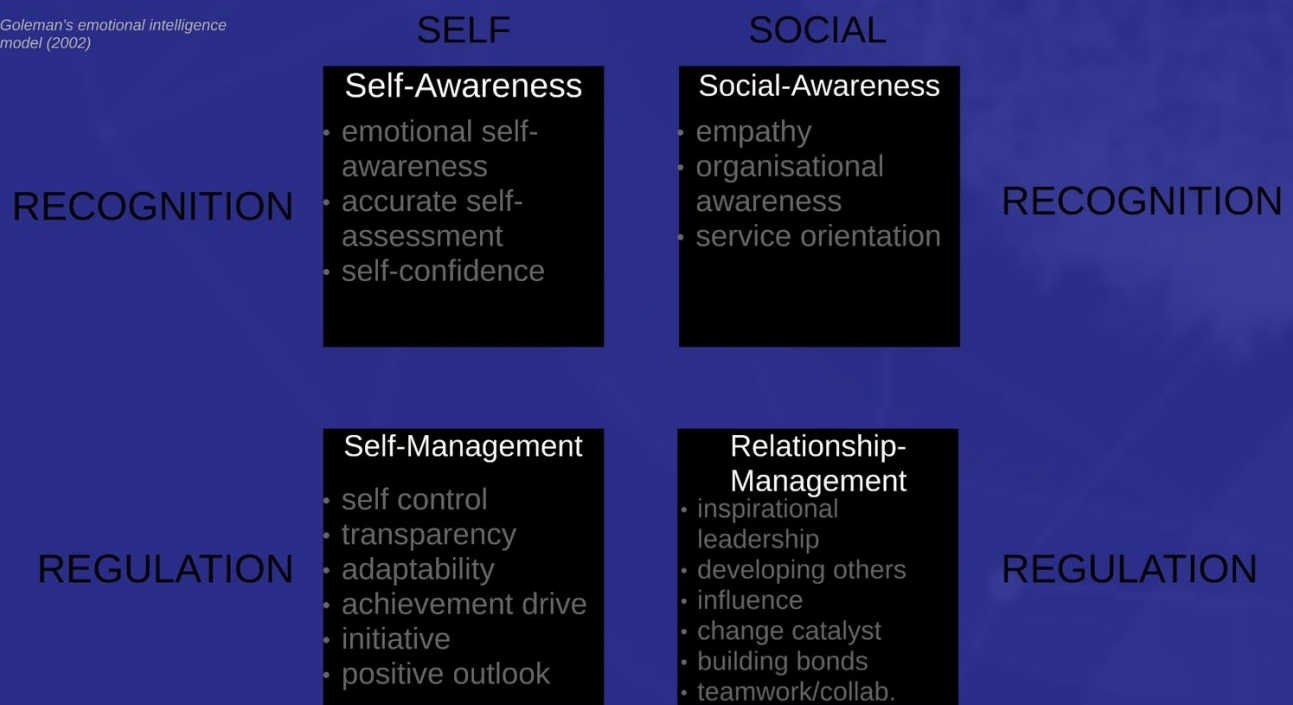 Goleman's emotional intelligence
model (2002)
SELF
SOCIAL
RECOGNITION
Self-Awareness
• emotional self-
awareness
• accurate self-
assessment
• self-confidence
Social-Awareness
• empathy
• organisational
awareness
• service orientation
RECOGNITION
REGULATION
Self-Management
• self control
• transparency
• adaptability
• achievement drive
• initiative
• positive outlook
Relationship-
Management
• inspirational
leadership
• developing others
• influence
• change catalyst
• building bonds
• teamwork/collab.
REGULATION